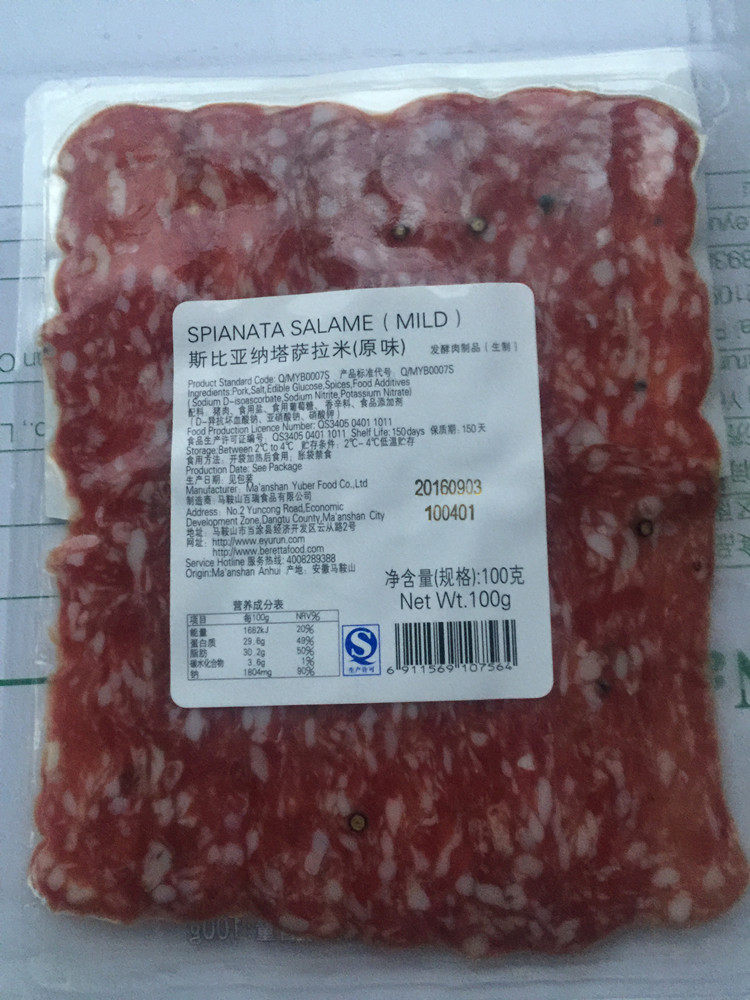 SPIANATA SALAME ( MILD )
斯比亚纳塔萨拉米(原味) 发酵肉制品（生制）
Product Standard Code: Q/MYB0007S 产品标准代号: Q/MYB0007S
Ingredients:Pork,Salt,Edible Glucose,Spices,Food Additives
(Sodium D-isoascorbate,Sodium Nitrite,Potassium Nitrate)
配料: 猪肉、食用盐、食用葡萄糖、香辛料、食品添加剂
(D-异抗坏血酸钠、亚硝酸钠、硝酸钾)
Food Production Licence Number: QS3405 0401 1011
食品生产许可证编号: QS3405 0401 1011 Shelf Life: 150days 保质期: 150天
Storage:Between 2℃ to 4℃ 贮存条件: 2℃-4℃低温贮存
食用方法: 开袋加热后食用; 胀袋禁食
Production Date: See Package
生产日期: 见包装
Manufacturer: Ma'anshan Yuber Food Co.,Ltd
制造商: 马鞍山百瑞食品有限公司
Address: No.2 Yuncong Road,Economic
Development Zone,Dangtu County,Ma'anshan City
地址: 马鞍山市当涂县经济开发区云从路2号
网址: http://www.eyurun.com
http://www.berettafood.com
Service Hotline 服务热线: 4008289388
Origin:Ma'anshan Anhui 产地: 安徽马鞍山
20160903
100401
净含量(规格):100克
Net Wt.100g
营养成分表
项目 每100g NRV%
能量 1682kJ 20%
蛋白质 29.6g 49%
脂肪 30.2g 50%
碳水化合物 3.6g 1%
钠 1804mg 90%
生产许可
6 911569 107564